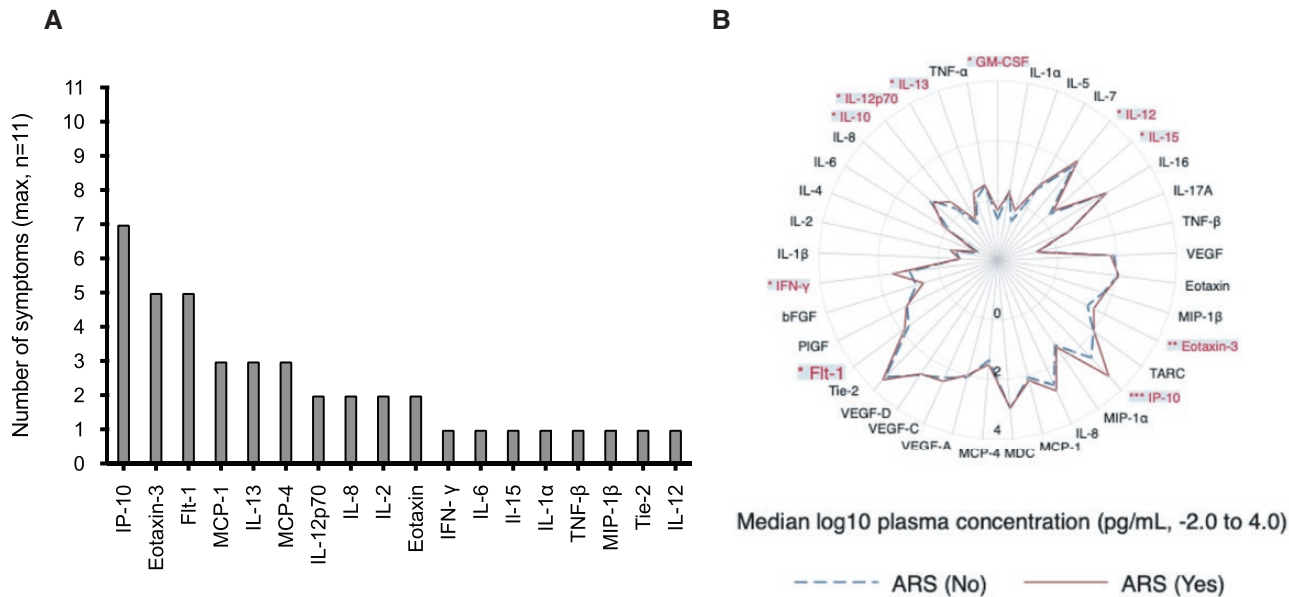 A
Number of symptoms (max, n=11)
11
10
9
8
7
6
5
4
3
2
1
0
IP-10
Eotaxin-3
Flt-1
MCP-1
IL-13
MCP-4
IL-12p70
IL-8
IL-2
Eotaxin
IFN- γ
IL-6
Il-15
IL-1α
TNF-β
MIP-1β
Tie-2
IL-12
B
* GM-CSF
IL-1α
IL-5
IL-7
* IL-12
* IL-15
IL-16
IL-17A
TNF-β
VEGF
Eotaxin
MIP-1β
** Eotaxin-3
TARC
*** IP-10
MIP-1α
IL-8
MCP-1
MDC
MCP-4
VEGF-A
VEGF-C
VEGF-D
Tie-2
* Flt-1
PlGF
bFGF
* IFN-γ
IL-1β
IL-2
IL-4
IL-6
IL-8
* IL-10
* IL-12p70
* IL-13
TNF-α
0
2
4
Median log10 plasma concentration (pg/mL, -2.0 to 4.0)
ARS (No)
ARS (Yes)